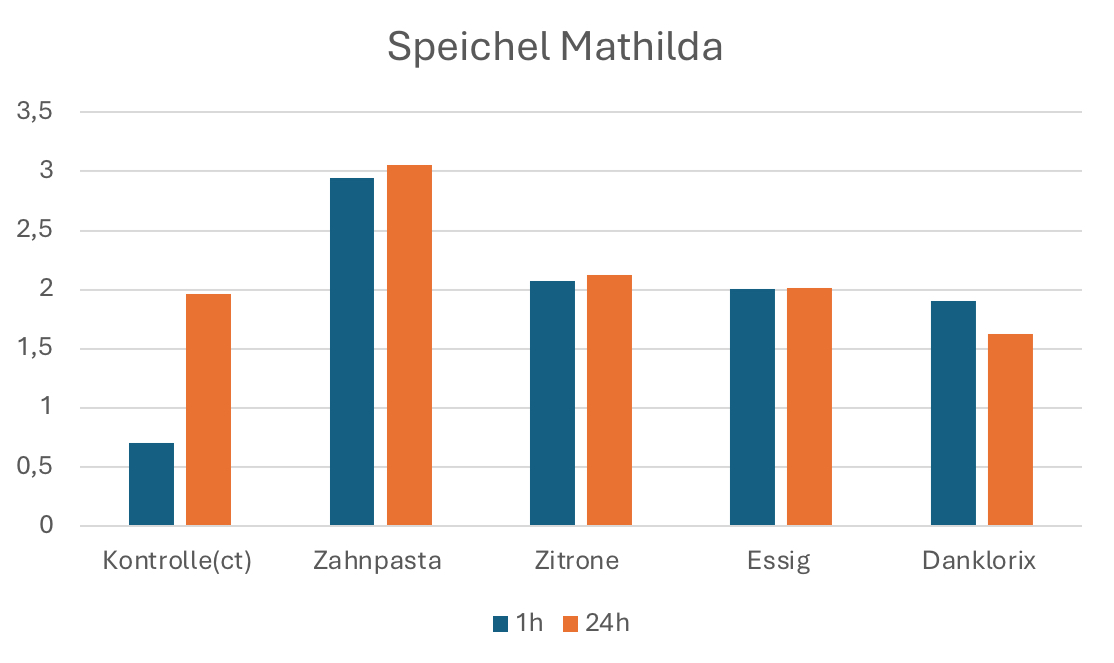 Speichel Mathilda
3,5
3
2,5
2
1,5
1
0,5
0
Kontrolle(ct) Zahnpasta Zitrone Essig Danklorix
1h 24h